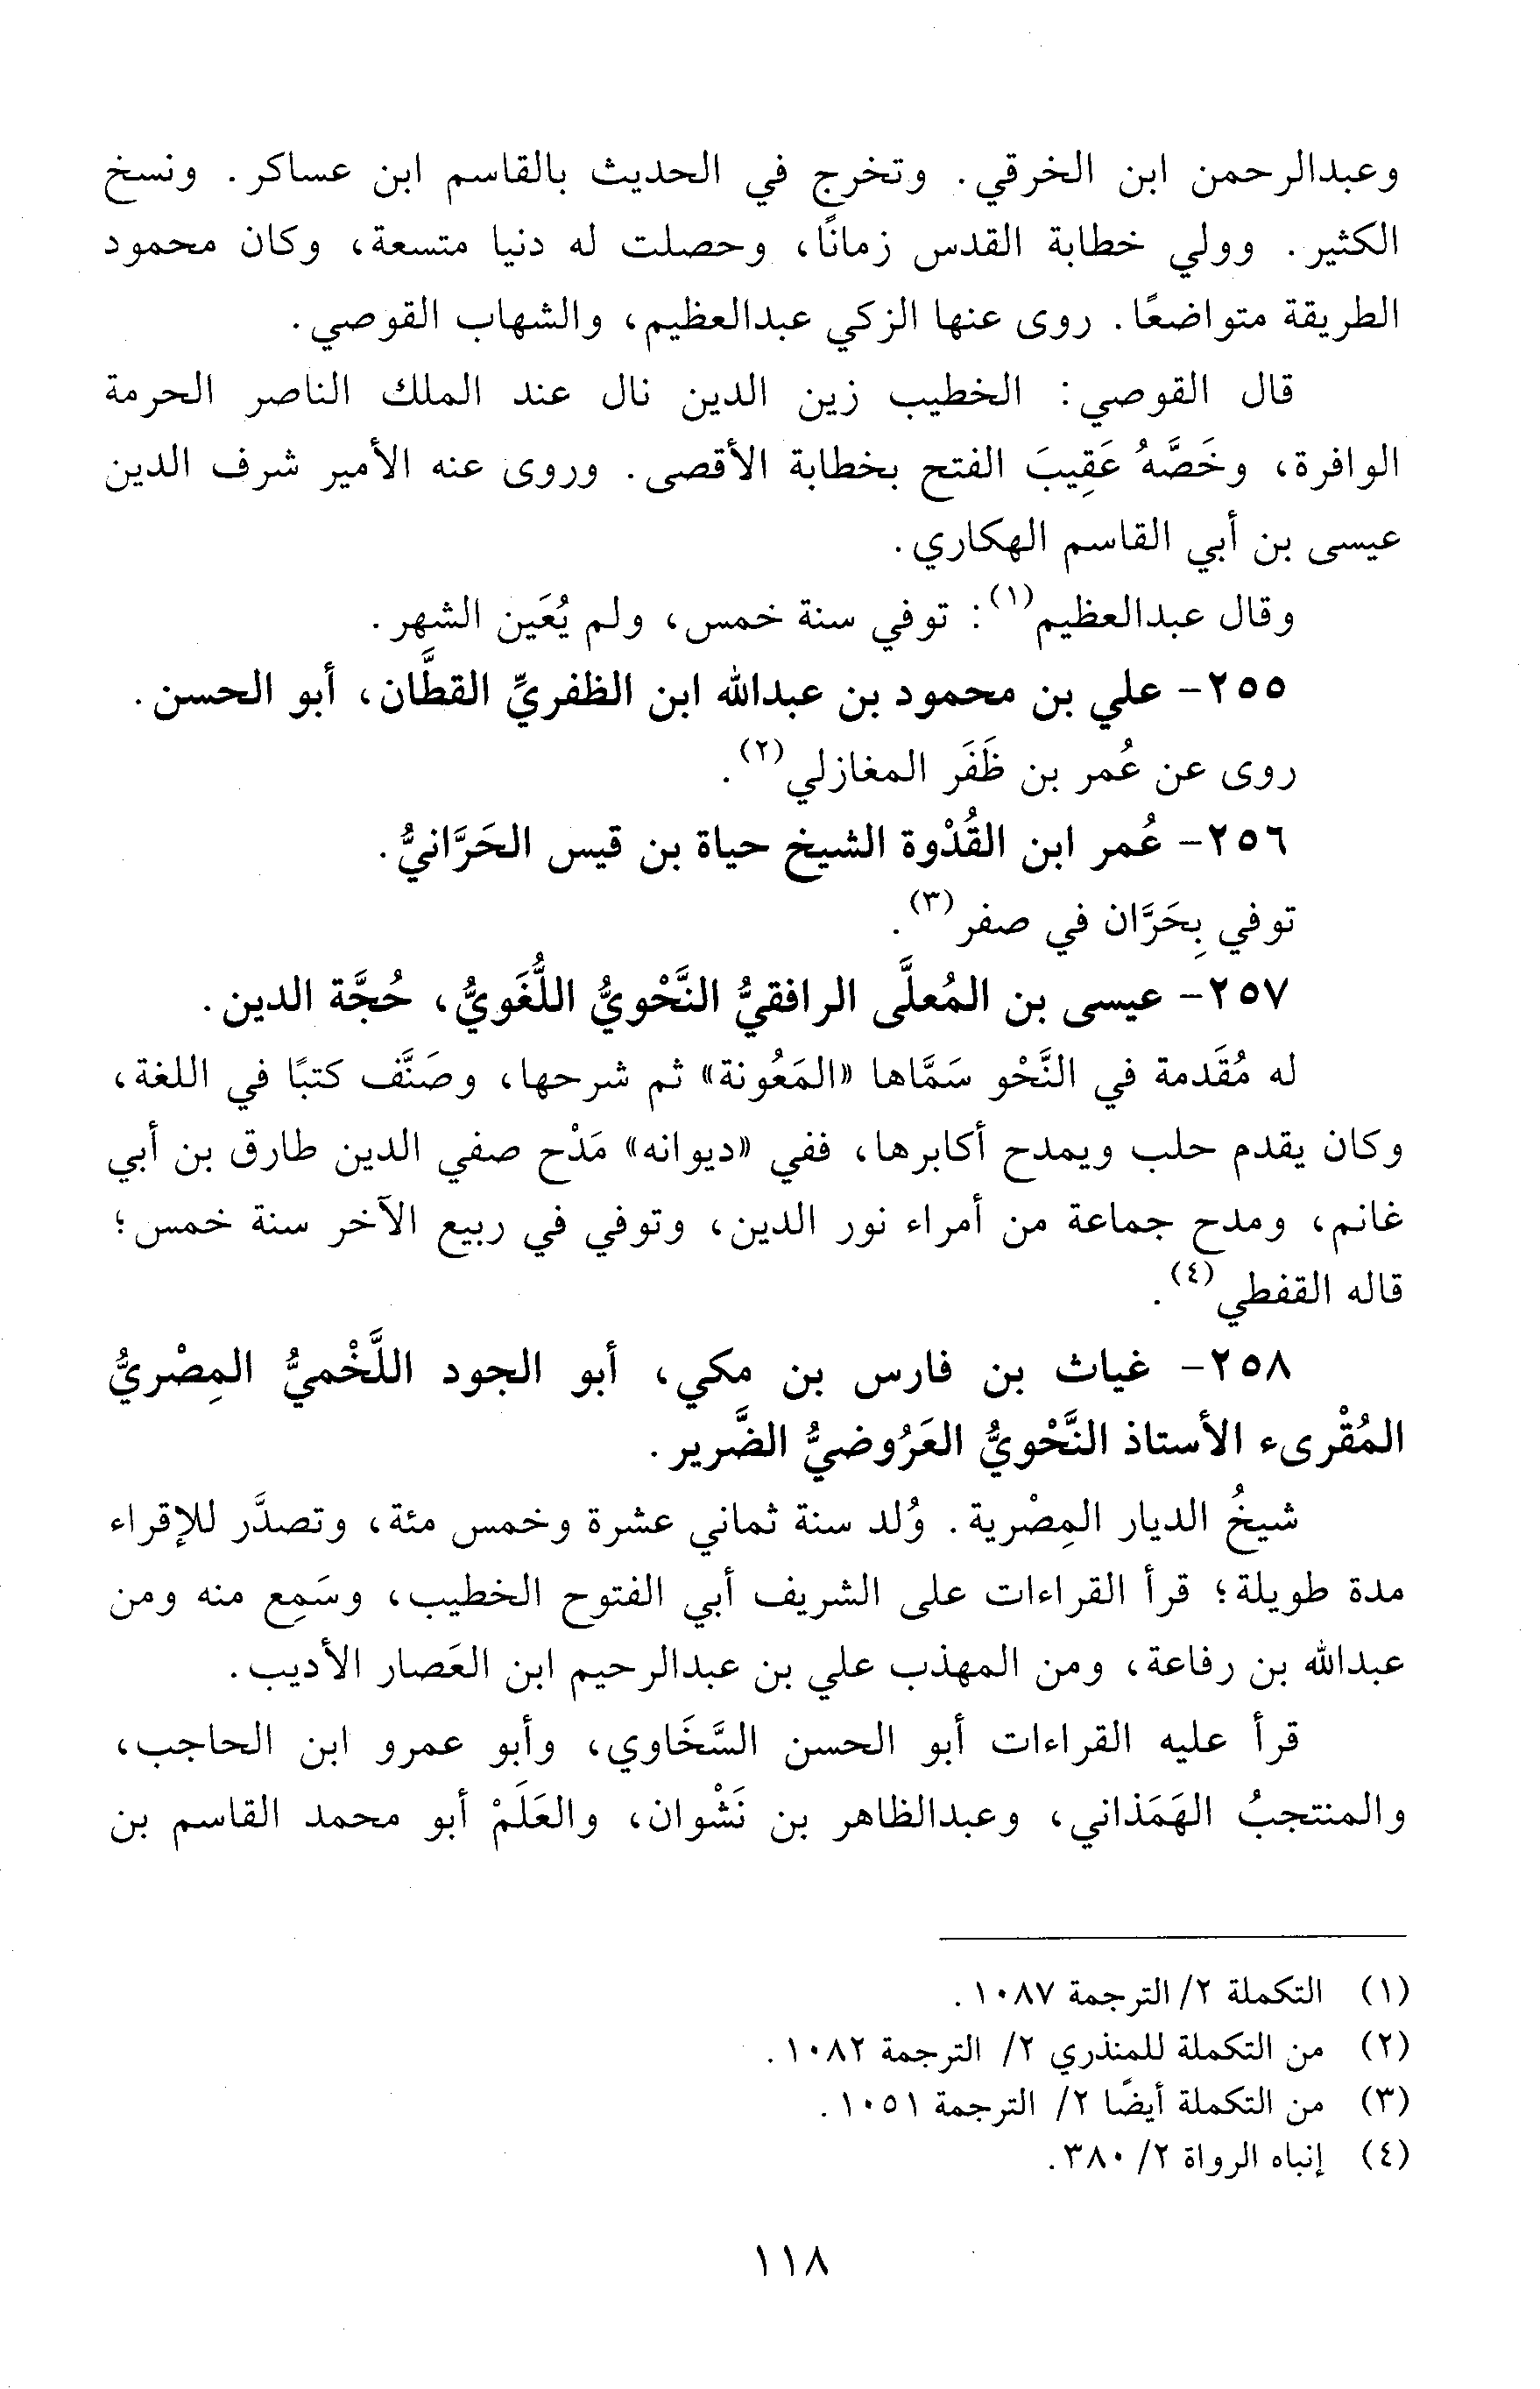 وعبدالرحمن ابن الخرقي. وتخرج في الحديث بالقاسم ابن عساكر. ونسخ
الكثير. وولي خطابة القدس زمانًا، وحصلت له دنيا متسعة، وكان محمود
الطريقة متواضعًا. روى عنها الزكي عبدالعظيم، والشهاب القوصي.
قال القوصي: الخطيب زين الدين نال عند الملك الناصر الحرمة
الوافرة، وخَصَّهُ عَقِيبَ الفتح بخطابة الأقصى. وروى عنه الأمير شرف الدين
عيسى بن أبي القاسم الهكاري.
وقال عبدالعظيم(١): توفي سنة خمس، ولم يُعَين الشهر.
٢٥٥- علي بن محمود بن عبدالله ابن الظفريِّ القطَّان، أبو الحسن.
روى عن عُمر بن ظَفَر المغازلي(٢).
٢٥٦- عُمر ابن القُدْوة الشيخ حياة بن قيس الحَرَّانيُّ.
توفي بِحَرَّان في صفر(٣).
٢٥٧- عيسى بن المُعلَّى الرافقيُّ النَّحْويُّ اللُّغَويُّ، حُجَّة الدين.
له مُقَدمة في النَّحْو سَمَّاها «المَعُونة» ثم شرحها، وصَنَّف كتبًا في اللغة،
وكان يقدم حلب ويمدح أكابرها، ففي «ديوانه» مَدْح صفي الدين طارق بن أبي
غانم، ومدح جماعة من أمراء نور الدين، وتوفي في ربيع الآخر سنة خمس؛
قاله القفطي(٤).
٢٥٨- غياث بن فارس بن مكي، أبو الجود اللَّخْميُّ المِصْريُّ
المُقْرىء الأستاذ النَّحْويُّ العَرُوضيُّ الضَّرير.
شيخُ الديار المِصْرية. وُلد سنة ثماني عشرة وخمس مئة، وتصدَّر للإقراء
مدة طويلة؛ قرأ القراءات على الشريف أبي الفتوح الخطيب، وسَمِع منه ومن
عبدالله بن رفاعة، ومن المهذب علي بن عبدالرحيم ابن العَصار الأديب.
قرأ عليه القراءات أبو الحسن السَّخَاوي، وأبو عمرو ابن الحاجب،
والمنتجبُ الهَمَذاني، وعبدالظاهر بن نَشْوان، والعَلَمْ أبو محمد القاسم بن
(١) التكملة ٢/ الترجمة ١٠٨٧.
(٢) من التكملة للمنذري ٢/ الترجمة ١٠٨٢.
(٣) من التكملة أيضًا ٢/ الترجمة ١٠٥١.
(٤) إنباه الرواة ٢/ ٣٨٠.
١١٨